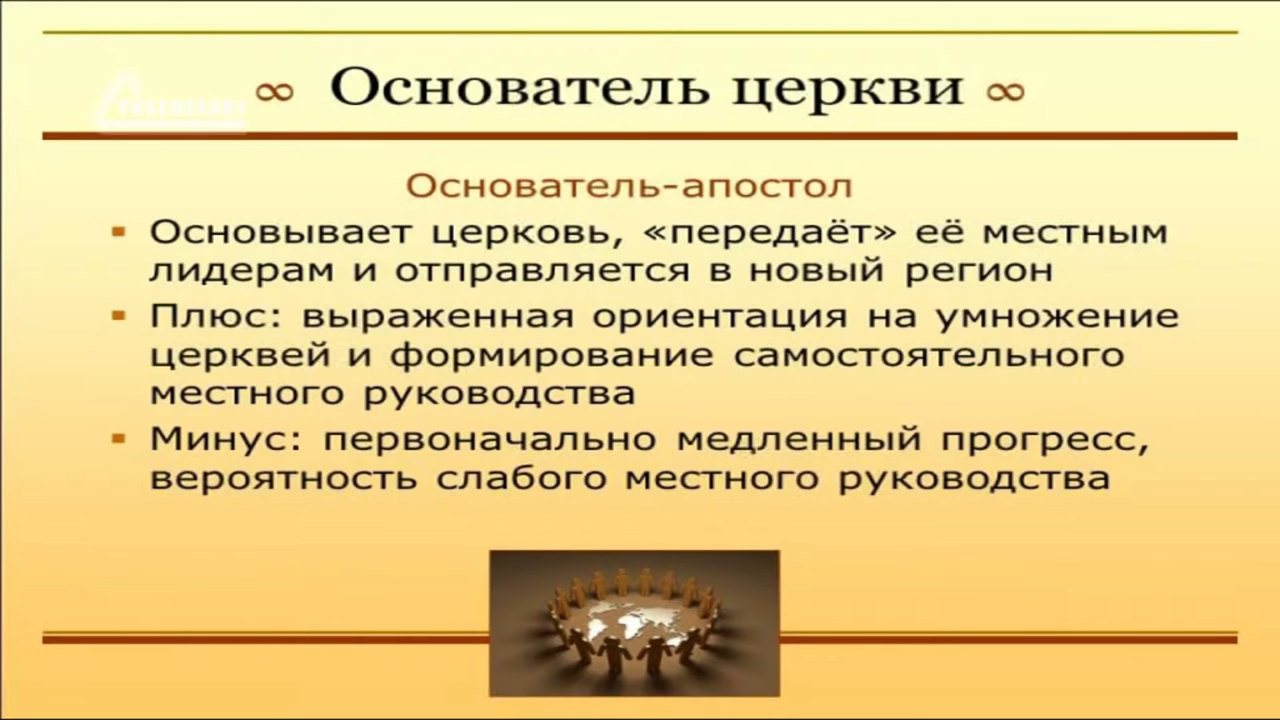 ∞ Основатель церкви ∞
Основатель-апостол
▪ Основывает церковь, «передаёт» её местным
лидерам и отправляется в новый регион
▪ Плюс: выраженная ориентация на умножение
церквей и формирование самостоятельного
местного руководства
▪ Минус: первоначально медленный прогресс,
вероятность слабого местного руководства